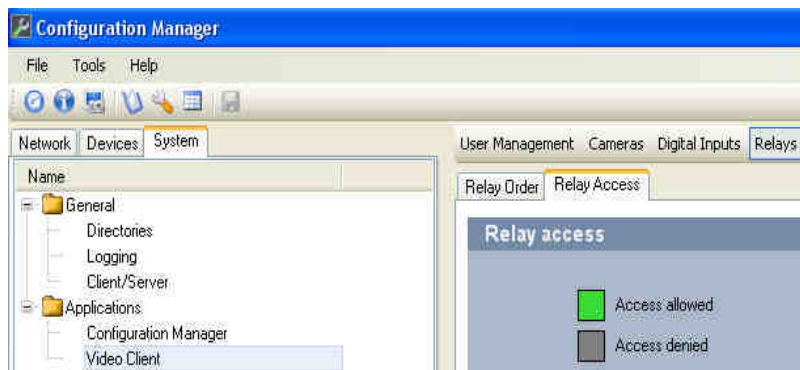 Configuration Manager
File Tools Help
Network Devices System
Name
General
Directories
Logging
Client/Server
Applications
Configuration Manager
Video Client
User Management Cameras Digital Inputs Relays
Relay Order Relay Access
Relay access
Access allowed
Access denied